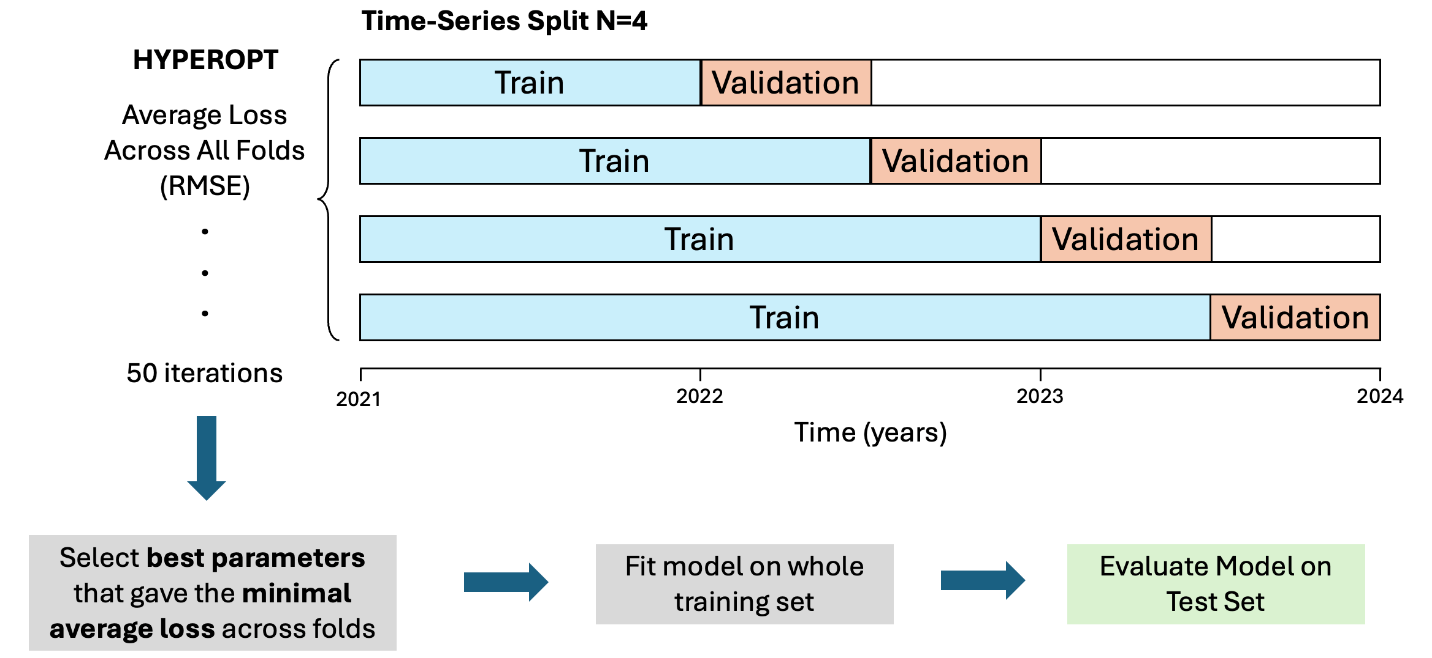 Time-Series Split N=4
HYPEROPT
Average Loss
Across All Folds
(RMSE)
.
.
.
50 iterations
Train Validation
Train Validation
Train Validation
Train Validation
2021 2022 2023 2024
Time (years)
Select best parameters
that gave the minimal
average loss across folds
Fit model on whole
training set
Evaluate Model on
Test Set